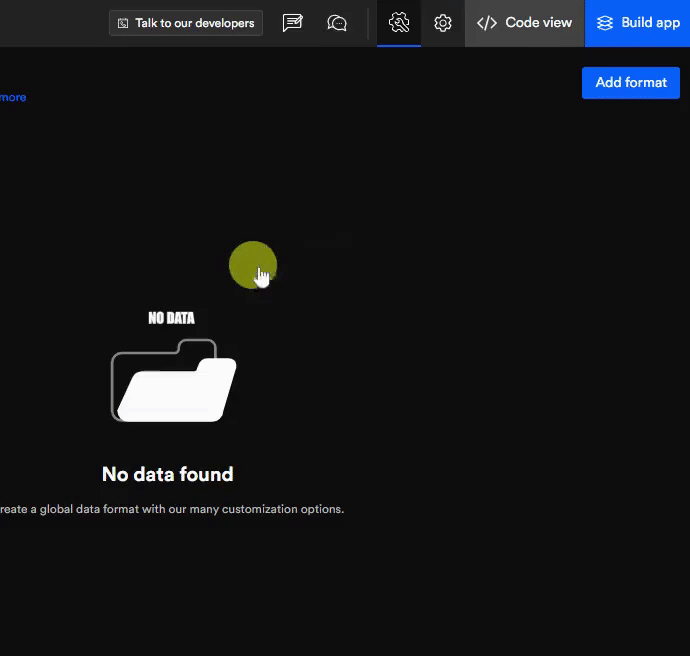 Talk to our developers
</> Code view
Build app
more
Add format
NO DATA
No data found
reate a global data format with our many customization options.